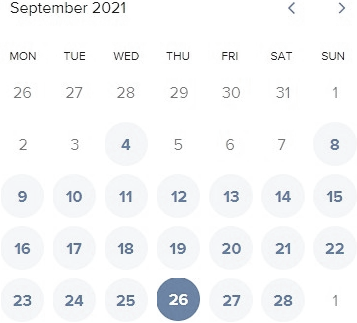 September 2021
MON TUE WED THU FRI SAT SUN
26 27 28 29 30 31 1
2 3 4 5 6 7 8
9 10 11 12 13 14 15
16 17 18 19 20 21 22
23 24 25 26 27 28 1